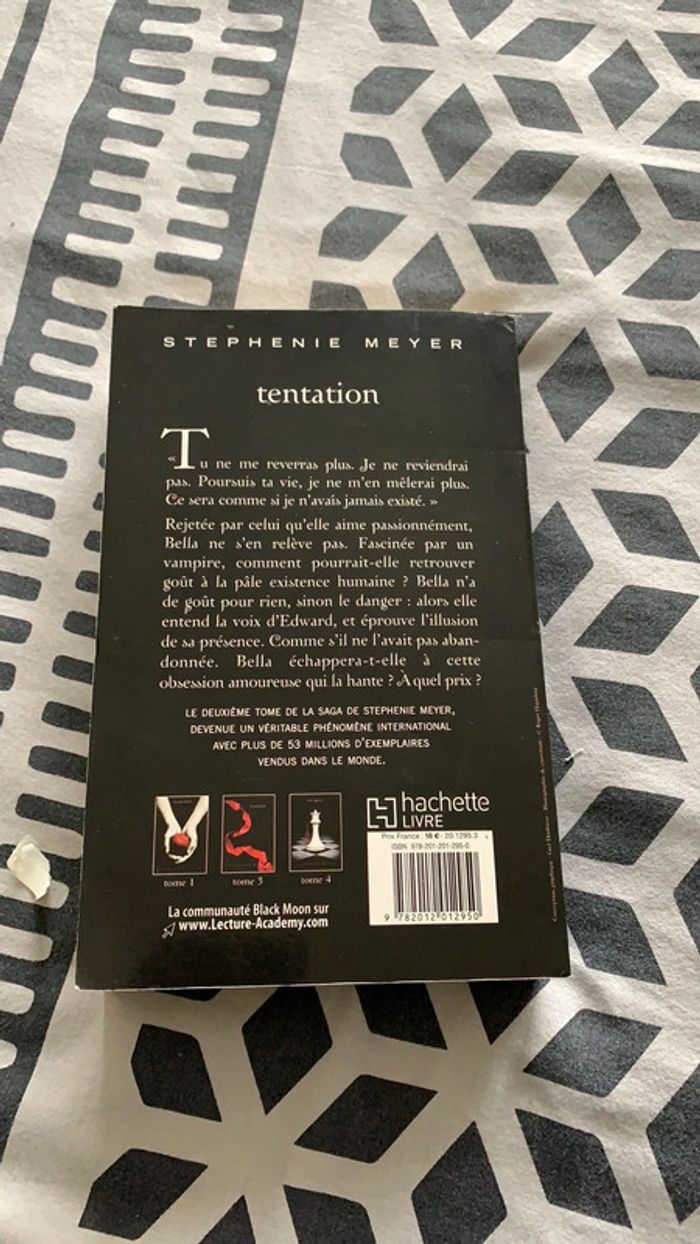 STEPHENIE MEYER
tentation
« Tu ne me reverras plus. Je ne reviendrai
pas. Poursuis ta vie, je ne m'en mêlerai plus.
Ce sera comme si je n'avais jamais existé. »
Rejetée par celui qu'elle aime passionnément,
Bella ne s'en relève pas. Fascinée par un
vampire, comment pourrait-elle retrouver
goût à la pâle existence humaine ? Bella n'a
de goût pour rien, sinon le danger : alors elle
entend la voix d'Edward, et éprouve l'illusion
de sa présence. Comme s'il ne l'avait pas aban-
donnée. Bella échappera-t-elle à cette
obsession amoureuse qui la hante ? À quel prix ?
LE DEUXIÈME TOME DE LA SAGA DE STEPHENIE MEYER,
DEVENUE UN VÉRITABLE PHÉNOMÈNE INTERNATIONAL
AVEC PLUS DE 53 MILLIONS D'EXEMPLAIRES
VENDUS DANS LE MONDE.
tome 1
tome 3
tome 4
La communauté Black Moon sur
www.Lecture-Academy.com
hachette
LIVRE
Prix France : 18 € - 20.1295.3
ISBN 978-201-201-295-0
9 782012 012950